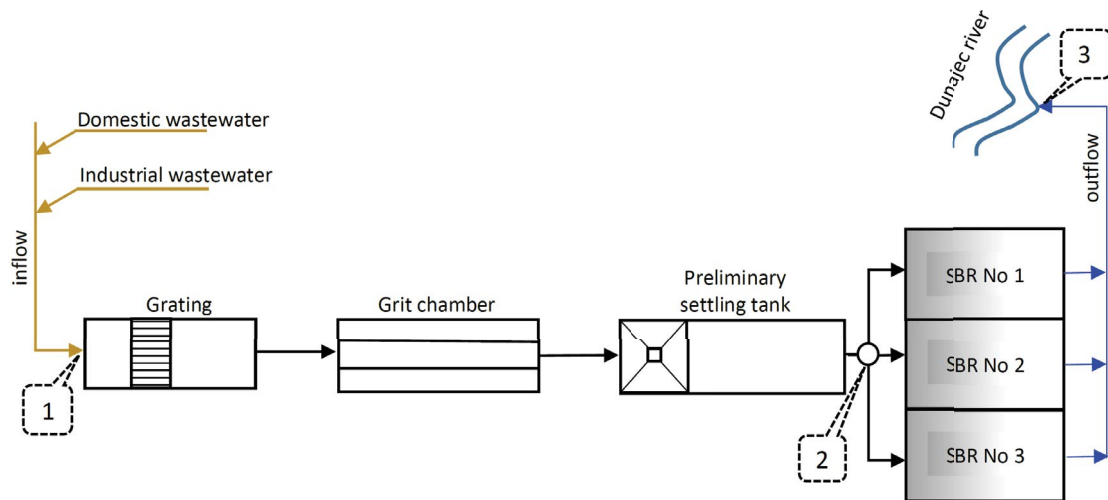 Domestic wastewater
Industrial wastewater
inflow
1
Grating
Grit chamber
Preliminary
settling tank
2
SBR No 1
SBR No 2
SBR No 3
outflow
Dunajec river
3